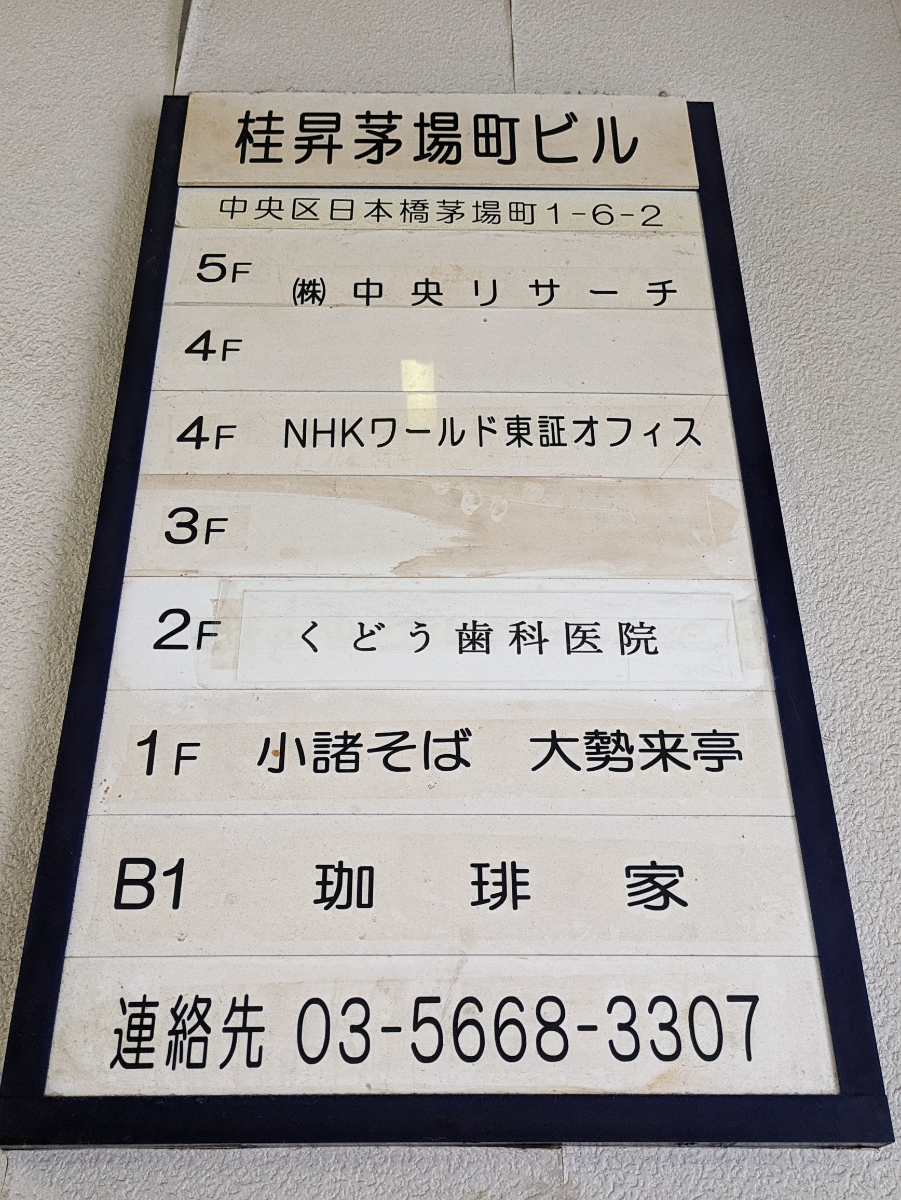 桂昇茅場町ビル
中央区日本橋茅場町1-6-2
5F ㈱中央リサーチ
4F
4F NHKワールド東証オフィス
3F
2F くどう歯科医院
1F 小諸そば 大勢来亭
B1 珈琲家
連絡先 03-5668-3307